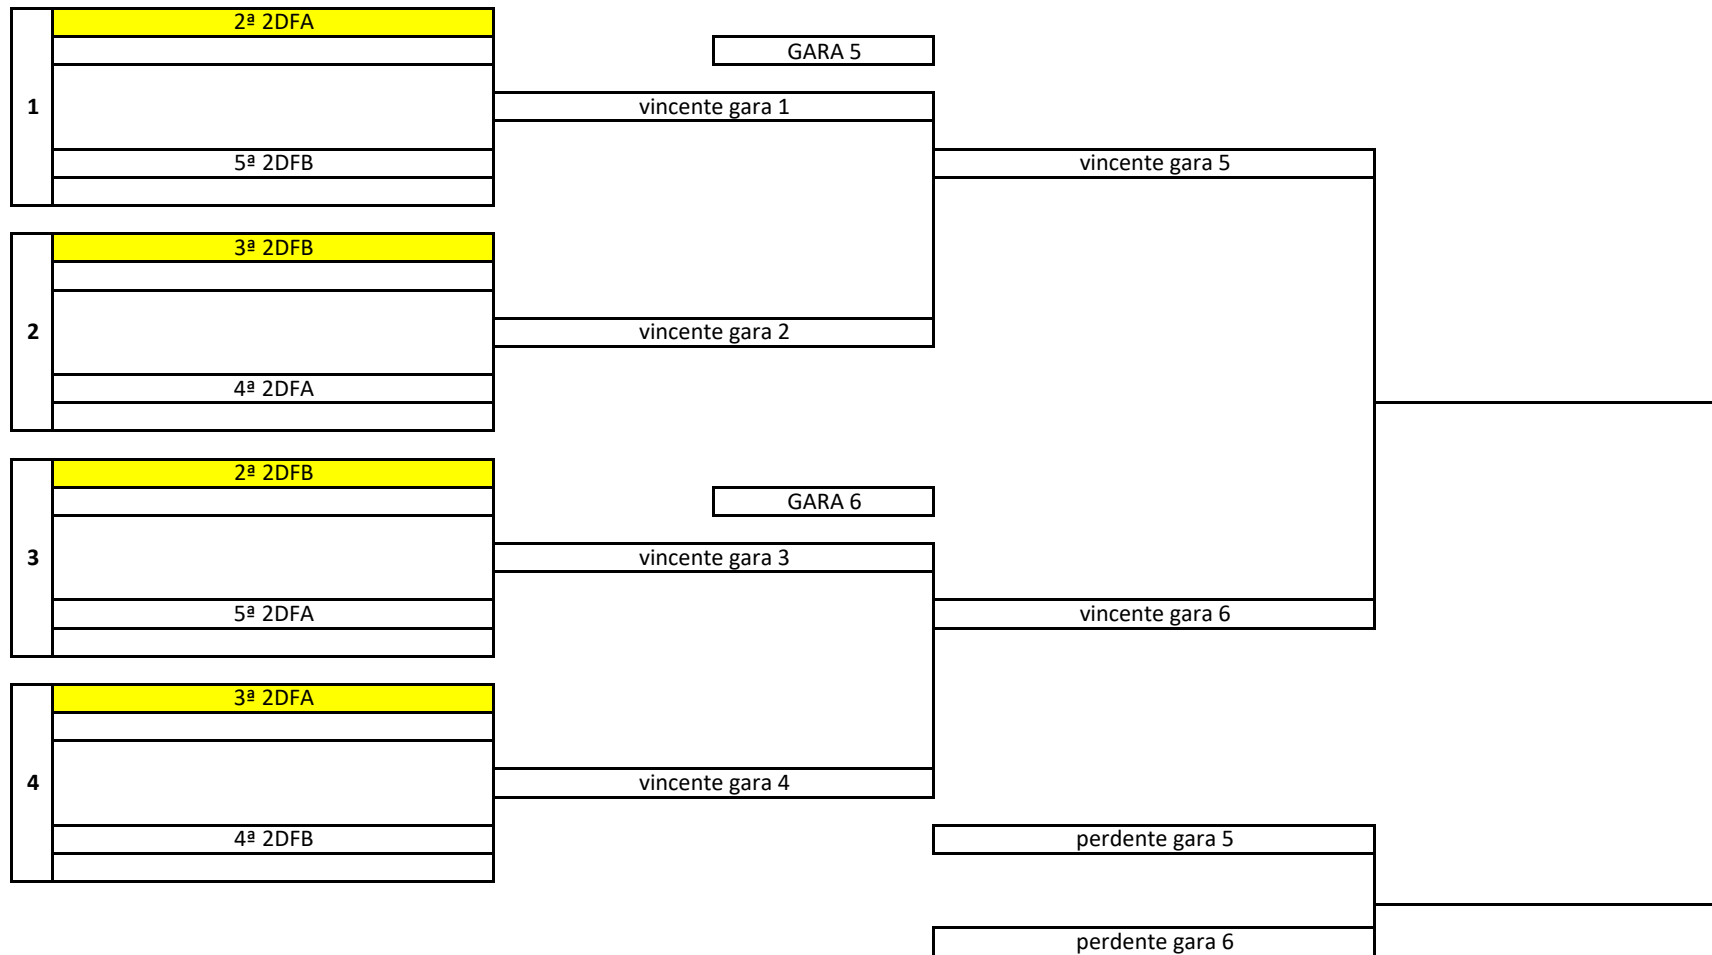 2ª 2DFA
GARA 5
1
vincente gara 1
5ª 2DFB
vincente gara 5
3ª 2DFB
2
vincente gara 2
4ª 2DFA
2ª 2DFB
GARA 6
3
vincente gara 3
5ª 2DFA
vincente gara 6
3ª 2DFA
4
vincente gara 4
4ª 2DFB
perdente gara 5
perdente gara 6